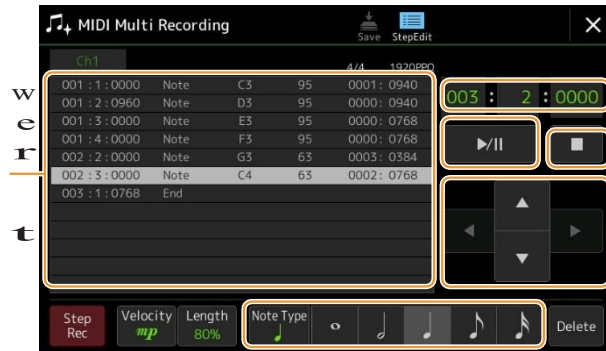 MIDI Multi Recording
Save
StepEdit
Ch1
4/4 1920PPQ
001 :1:0000 Note C3 95 0001: 0940
001 :2:0960 Note D3 95 0000: 0940
001 :3:0000 Note E3 95 0000: 0768
001 :4:0000 Note F3 95 0000: 0768
002 :2:0000 Note G3 63 0003: 0384
002 :3:0000 Note C4 63 0002: 0768
003 :1:0768 End
003 : 2 : 0000
w
e
r
t
Step Rec
Velocity mp
Length 80%
Note Type
Delete